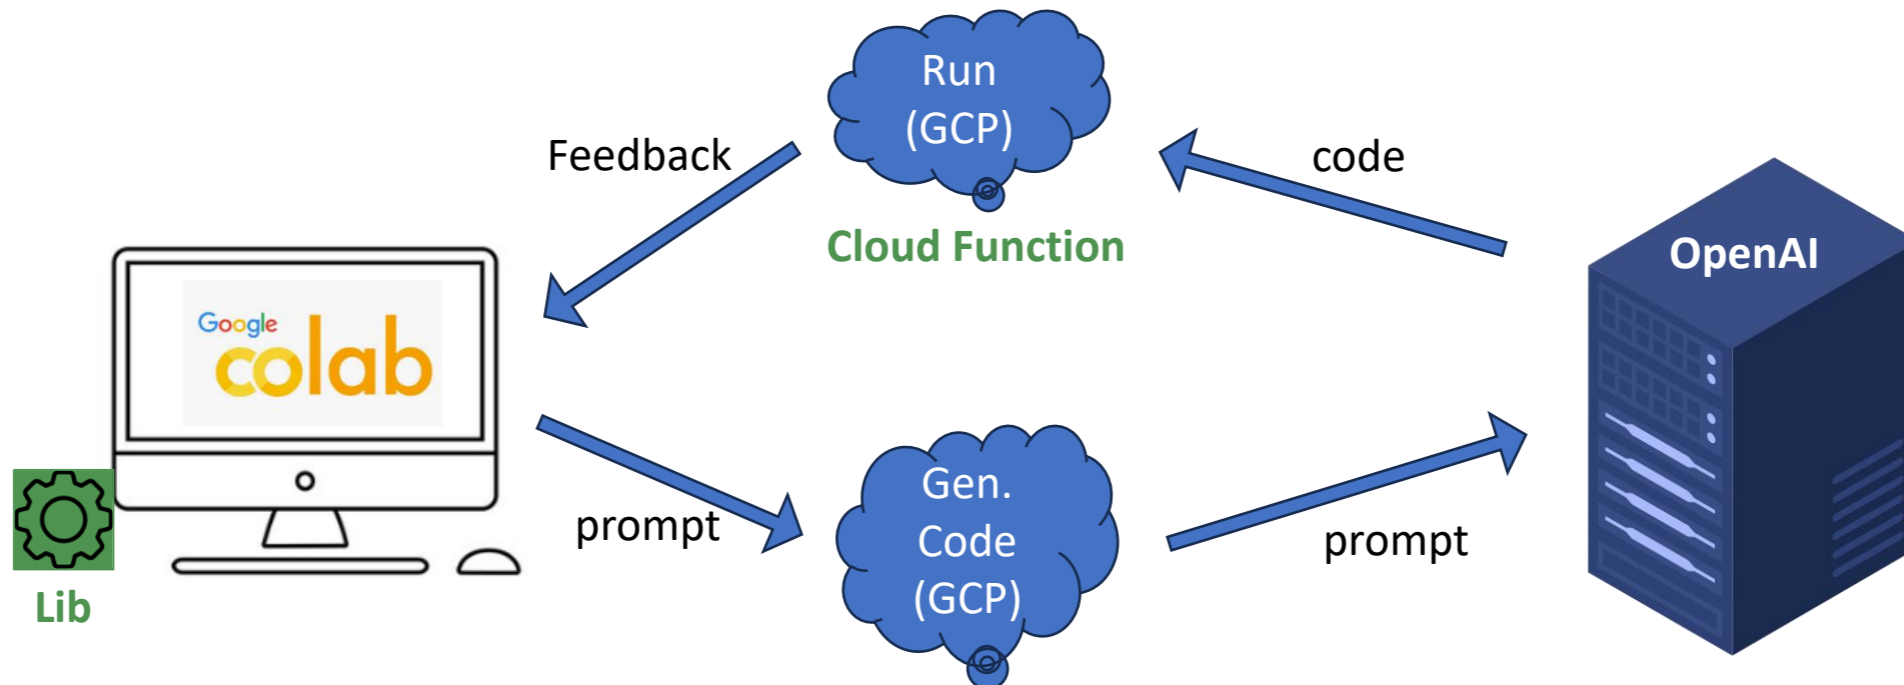 Run
(GCP)
Feedback
code
Cloud Function
OpenAI
Google
colab
Gen.
Code
(GCP)
prompt
prompt
Lib